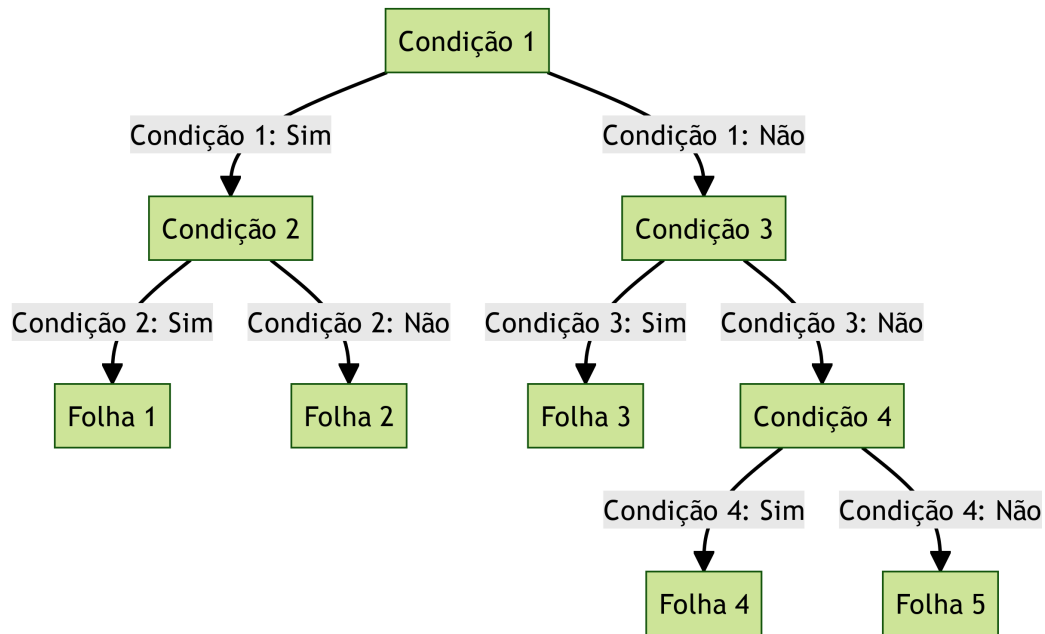 Condição 1
Condição 1: Sim
Condição 1: Não
Condição 2
Condição 3
Condição 2: Sim
Condição 2: Não
Condição 3: Sim
Condição 3: Não
Folha 1
Folha 2
Folha 3
Condição 4
Condição 4: Sim
Condição 4: Não
Folha 4
Folha 5